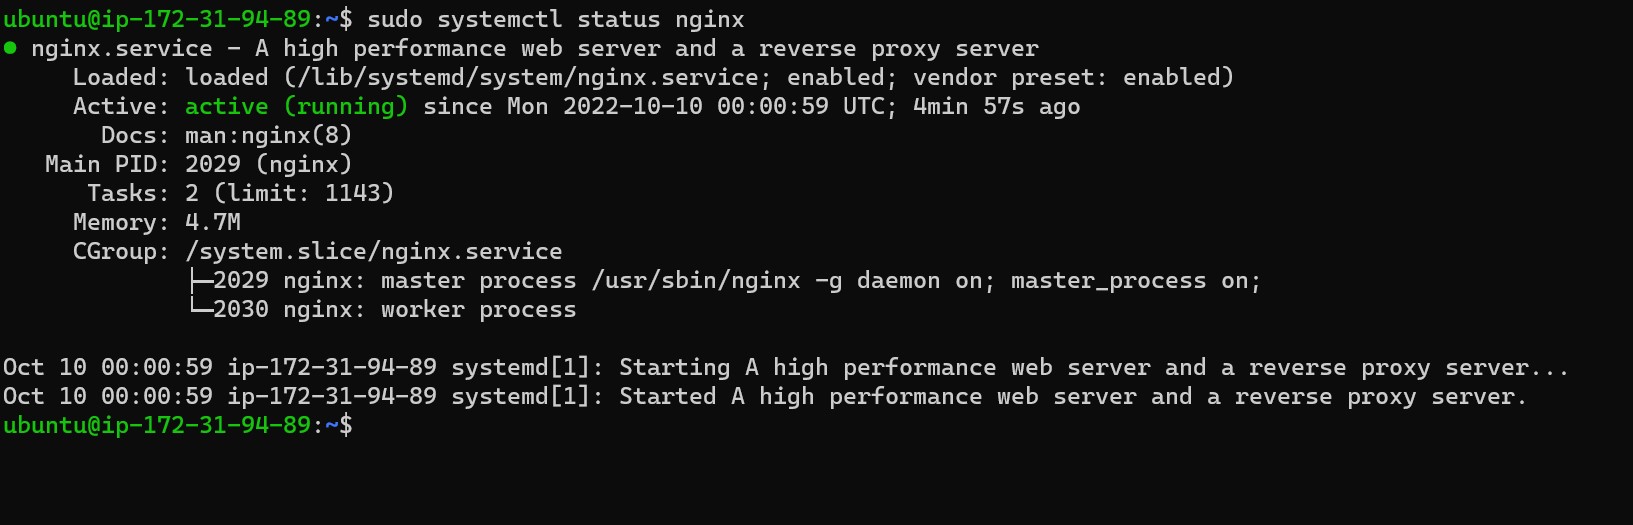 ubuntu@ip-172-31-94-89:~$ sudo systemctl status nginx
● nginx.service - A high performance web server and a reverse proxy server
     Loaded: loaded (/lib/systemd/system/nginx.service; enabled; vendor preset: enabled)
     Active: active (running) since Mon 2022-10-10 00:00:59 UTC; 4min 57s ago
       Docs: man:nginx(8)
   Main PID: 2029 (nginx)
      Tasks: 2 (limit: 1143)
     Memory: 4.7M
     CGroup: /system.slice/nginx.service
             ├─2029 nginx: master process /usr/sbin/nginx -g daemon on; master_process on;
             └─2030 nginx: worker process

Oct 10 00:00:59 ip-172-31-94-89 systemd[1]: Starting A high performance web server and a reverse proxy server...
Oct 10 00:00:59 ip-172-31-94-89 systemd[1]: Started A high performance web server and a reverse proxy server.
ubuntu@ip-172-31-94-89:~$